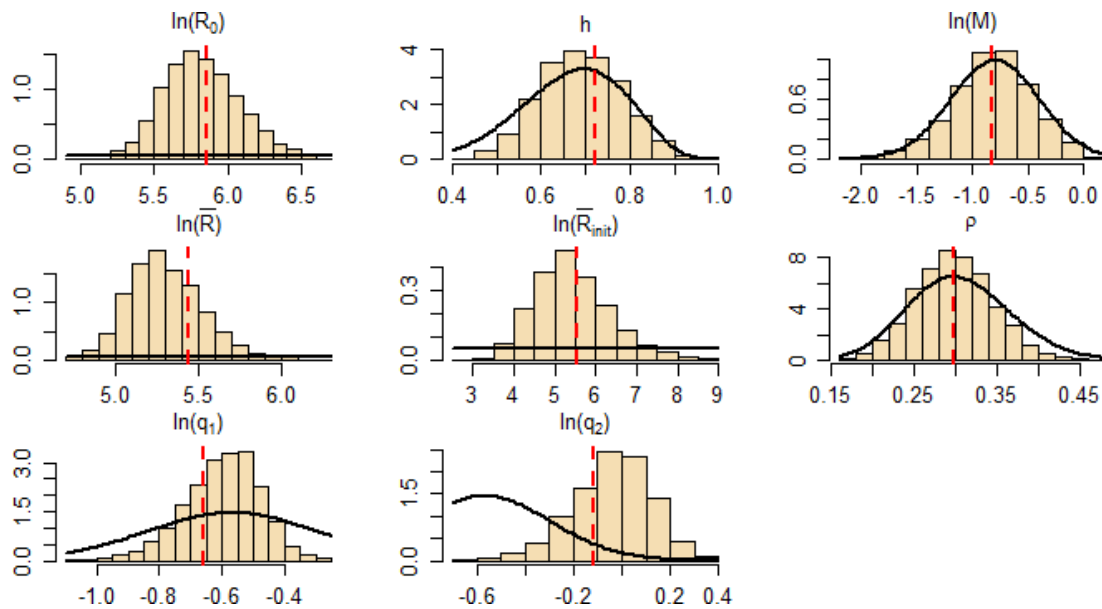 ln(R₀) h ln(M)
0.0 1.0
0 2 4
0.0 0.6
5.0 5.5 6.0 6.5
0.4 0.6 0.8 1.0
-2.0 -1.0 0.0
ln(R̅) ln(R̅init) ρ
0.0 1.0
0.0 0.3
0 4 8
5.0 5.5 6.0
3 4 5 6 7 8 9
0.15 0.25 0.35 0.45
ln(q₁) ln(q₂)
0.0 1.5 3.0
0.0 1.5
-1.0 -0.8 -0.6 -0.4
-0.6 -0.2 0.2 0.4